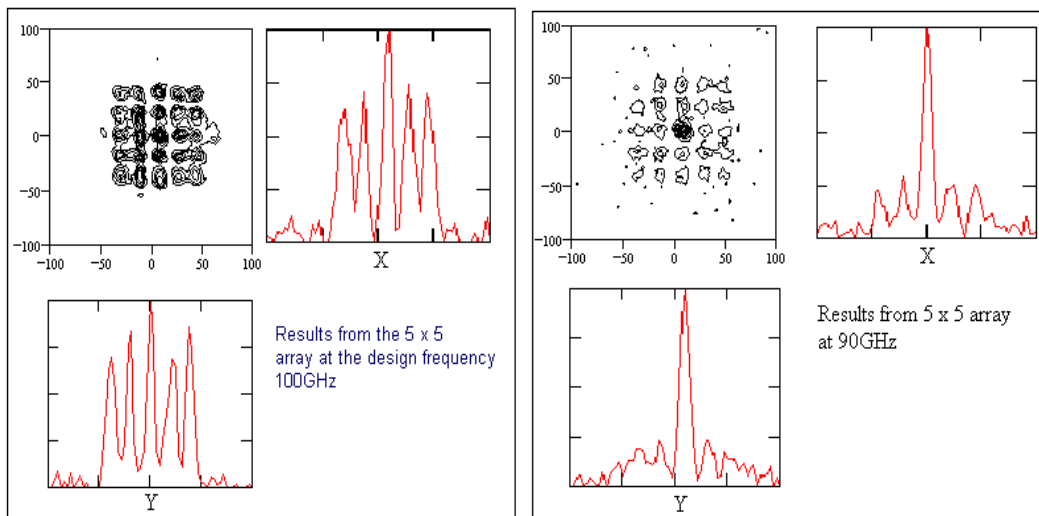 100
50
0
−50
−100
−100
−50
0
50
100
X
Y
Results from the 5 x 5
array at the design frequency
100GHz
100
50
0
−50
−100
−100
−50
0
50
100
X
Y
Results from 5 x 5 array
at 90GHz